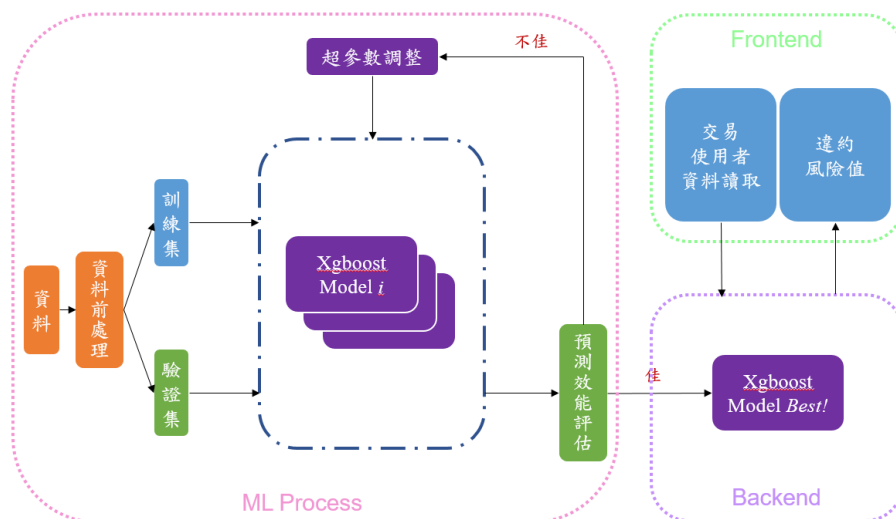 超參數調整
不佳
Frontend
交易
使用者
資料讀取
違約
風險值
訓練集
資料
資料前處理
Xgboost
Model i
驗證集
預測效能評估
佳
Xgboost
Model Best!
ML Process
Backend